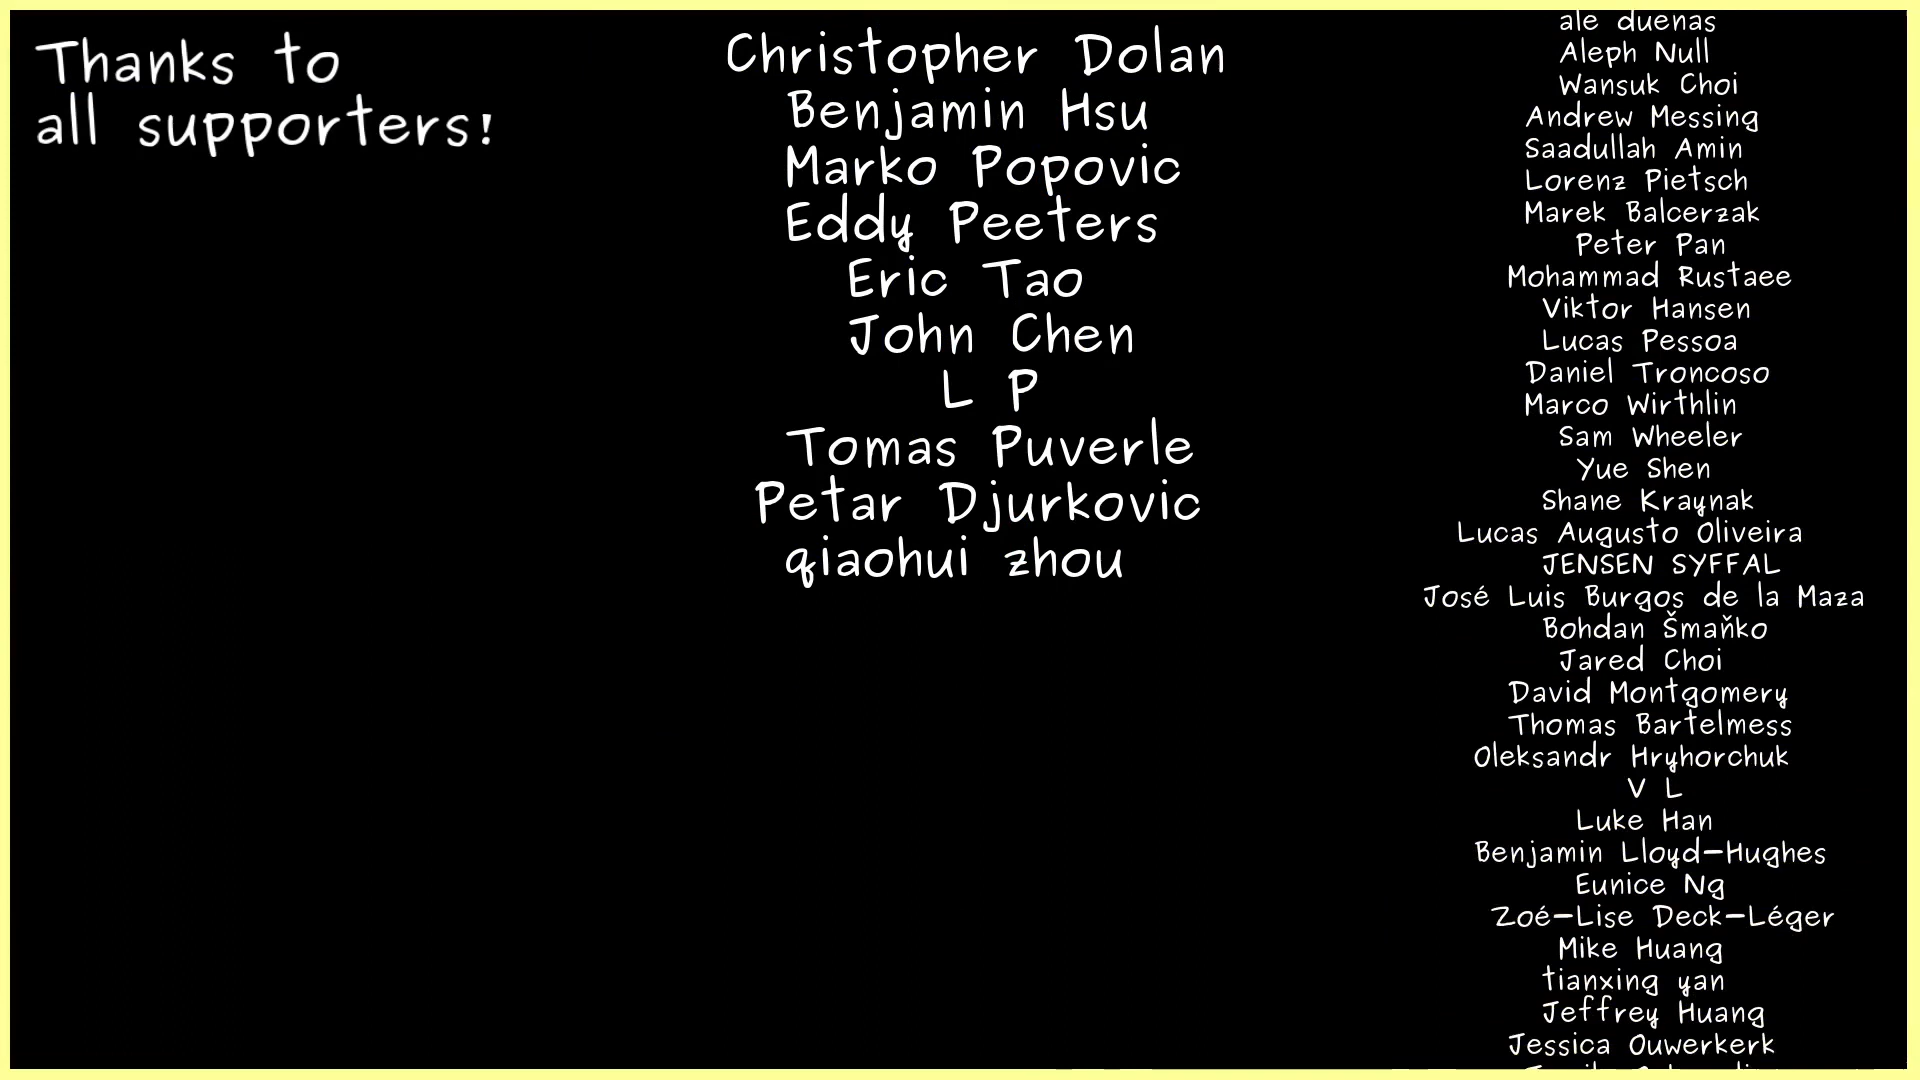 Thanks to
all supporters!
Christopher Dolan
Benjamin Hsu
Marko Popovic
Eddy Peeters
Eric Tao
John Chen
L P
Tomas Puverle
Petar Djurkovic
qiaohui zhou
ale duenas
Aleph Null
Wansuk Choi
Andrew Messing
Saadullah Amin
Lorenz Pietsch
Marek Balcerzak
Peter Pan
Mohammad Rustaee
Viktor Hansen
Lucas Pessoa
Daniel Troncoso
Marco Wirthlin
Sam Wheeler
Yue Shen
Shane Kraynak
Lucas Augusto Oliveira
JENSEN SYFFAL
José Luis Burgos de la Maza
Bohdan Šmaňko
Jared Choi
David Montgomery
Thomas Bartelmess
Oleksandr Hryhorchuk
V L
Luke Han
Benjamin Lloyd-Hughes
Eunice Ng
Zoé-Lise Deck-Léger
Mike Huang
tianxing yan
Jeffrey Huang
Jessica Ouwerkerk